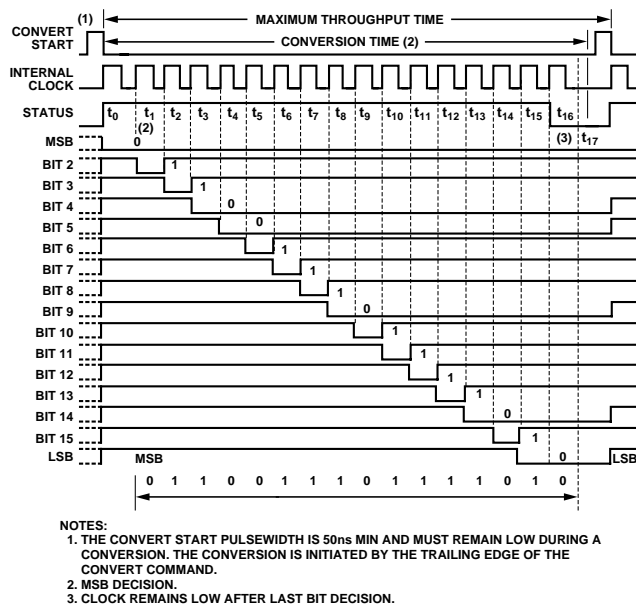 (1)
MAXIMUM THROUGHPUT TIME
CONVERT START
CONVERSION TIME (2)
INTERNAL CLOCK
STATUS t0 t1 t2 t3 t4 t5 t6 t7 t8 t9 t10 t11 t12 t13 t14 t15 t16
(2) (3) t17
MSB 0
BIT 2 1
BIT 3 1
BIT 4 0
BIT 5 0
BIT 6 1
BIT 7 1
BIT 8 1
BIT 9 0
BIT 10 1
BIT 11 1
BIT 12 1
BIT 13 1
BIT 14 0
BIT 15 1
LSB MSB 0 LSB
0 1 1 0 0 1 1 1 0 1 1 1 1 0 1 0
NOTES:
1. THE CONVERT START PULSEWIDTH IS 50ns MIN AND MUST REMAIN LOW DURING A
CONVERSION. THE CONVERSION IS INITIATED BY THE TRAILING EDGE OF THE
CONVERT COMMAND.
2. MSB DECISION.
3. CLOCK REMAINS LOW AFTER LAST BIT DECISION.